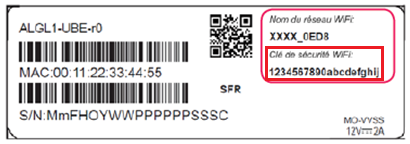 ALGL1-UBE-r0
Nom du réseau WiFi:
XXXX_0ED8
Clé de sécurité WiFi:
1234567890abcdefghij
MAC:00:11:22:33:44:55
SFR
S/N:MmFHOYWWPPPPPPSSSC
MO-VYSS
12V⎓2A